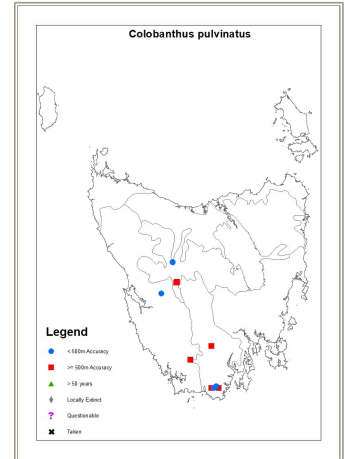 Colobanthus pulvinatus
Legend
< 500m Accuracy
>= 500m Accuracy
> 50 years
Locally Extinct
? Questionable
Taken